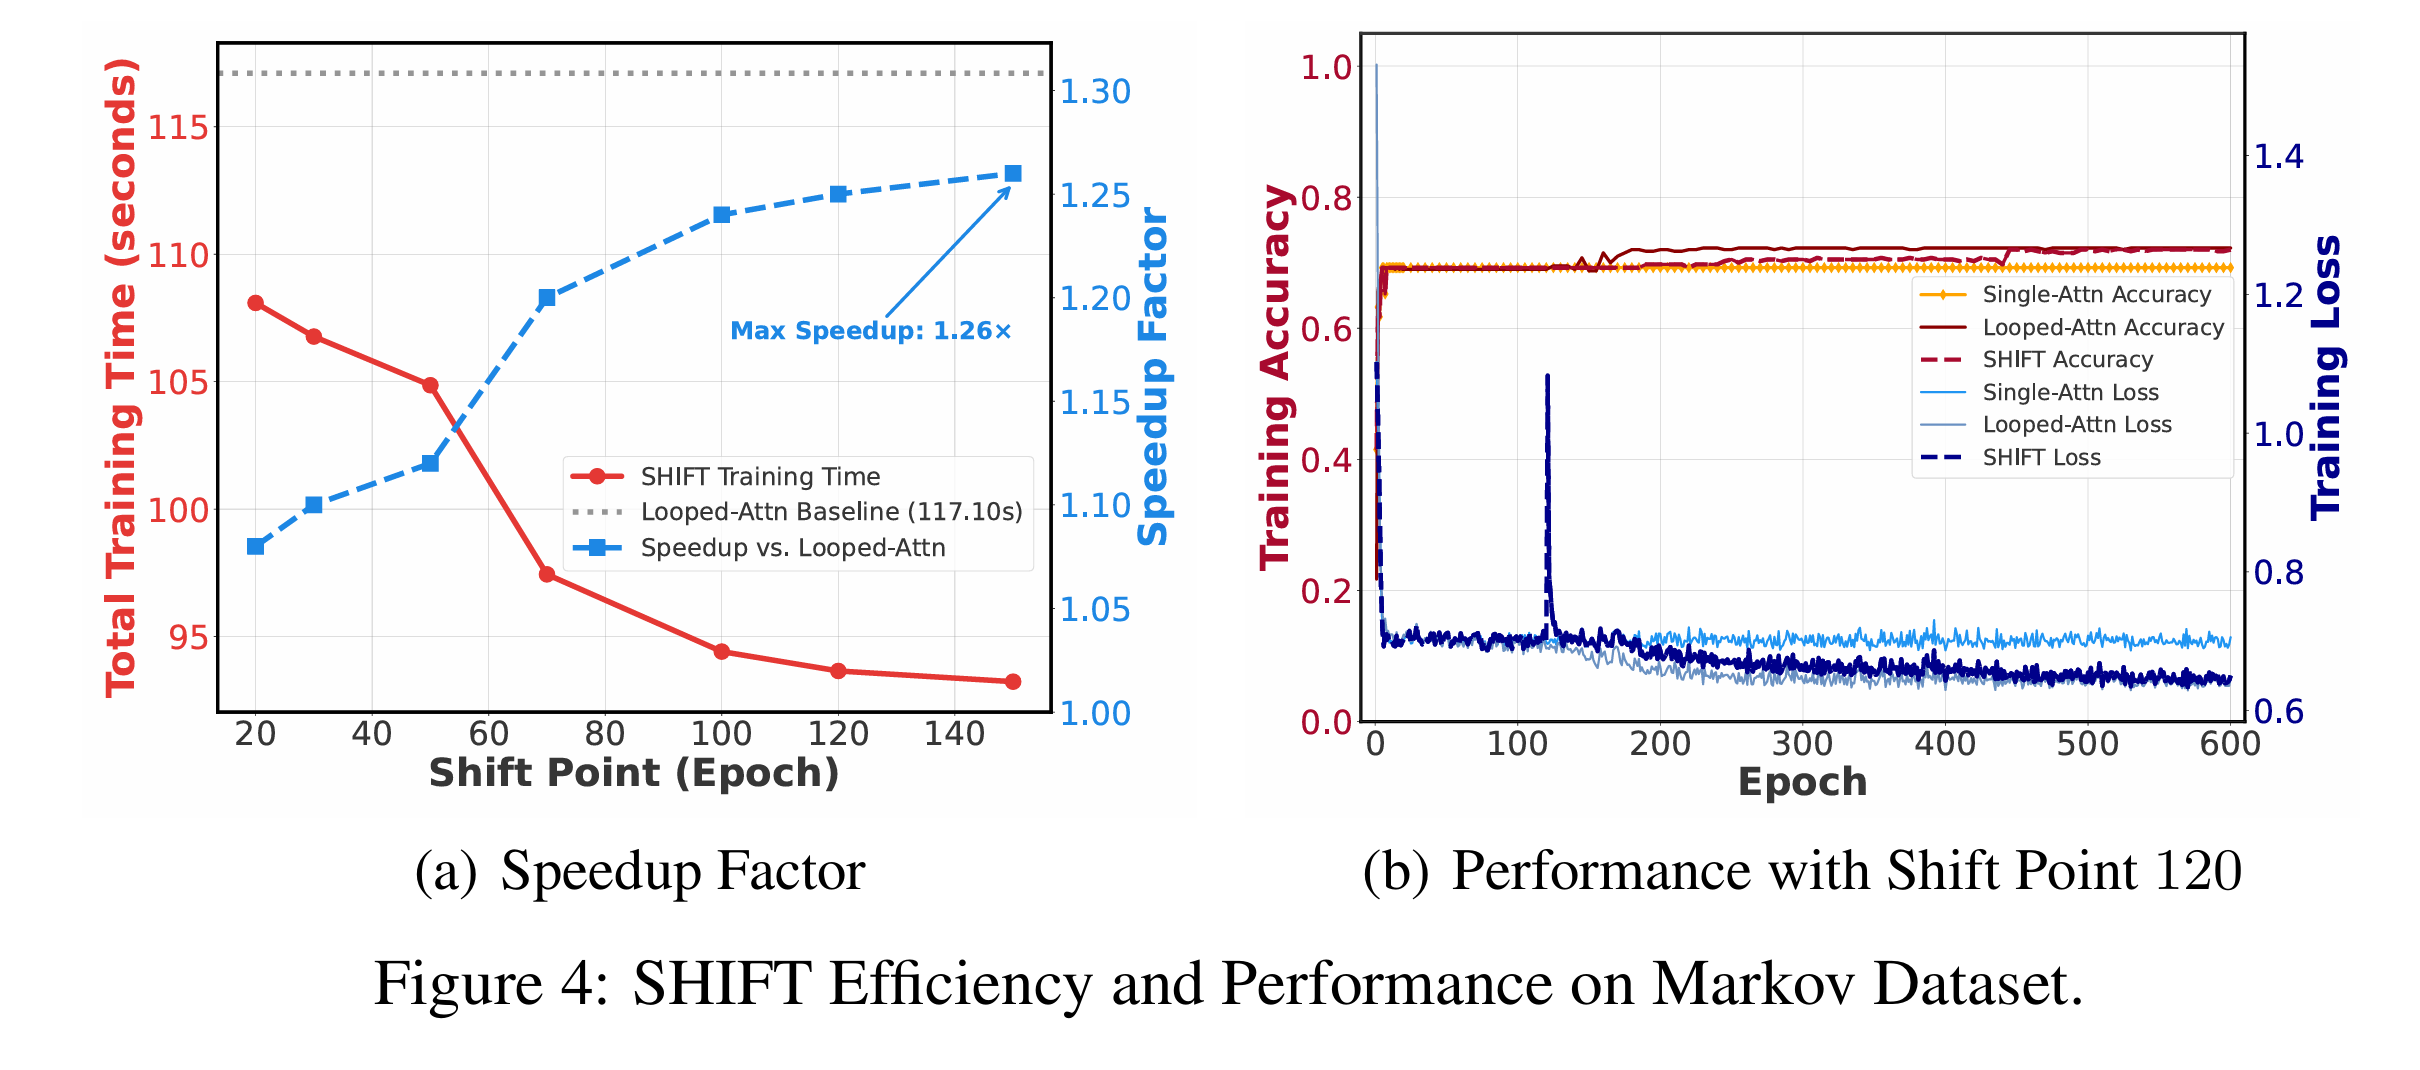 Total Training Time (seconds)
115
110
105
100
95
20 40 60 80 100 120 140
Shift Point (Epoch)
1.30
1.25
1.20
1.15
1.10
1.05
1.00
Speedup Factor
Max Speedup: 1.26×
SHIFT Training Time
Looped-Attn Baseline (117.10s)
Speedup vs. Looped-Attn
(a) Speedup Factor
Training Accuracy
1.0
0.8
0.6
0.4
0.2
0.0
0 100 200 300 400 500 600
Epoch
1.4
1.2
1.0
0.8
0.6
Training Loss
Single-Attn Accuracy
Looped-Attn Accuracy
SHIFT Accuracy
Single-Attn Loss
Looped-Attn Loss
SHIFT Loss
(b) Performance with Shift Point 120
Figure 4: SHIFT Efficiency and Performance on Markov Dataset.